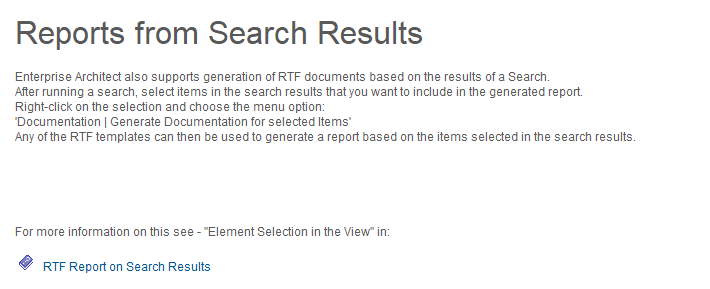 Reports from Search Results
Enterprise Architect also supports generation of RTF documents based on the results of a Search.
After running a search, select items in the search results that you want to include in the generated report.
Right-click on the selection and choose the menu option:
'Documentation | Generate Documentation for selected Items'
Any of the RTF templates can then be used to generate a report based on the items selected in the search results.
For more information on this see - "Element Selection in the View" in:
RTF Report on Search Results